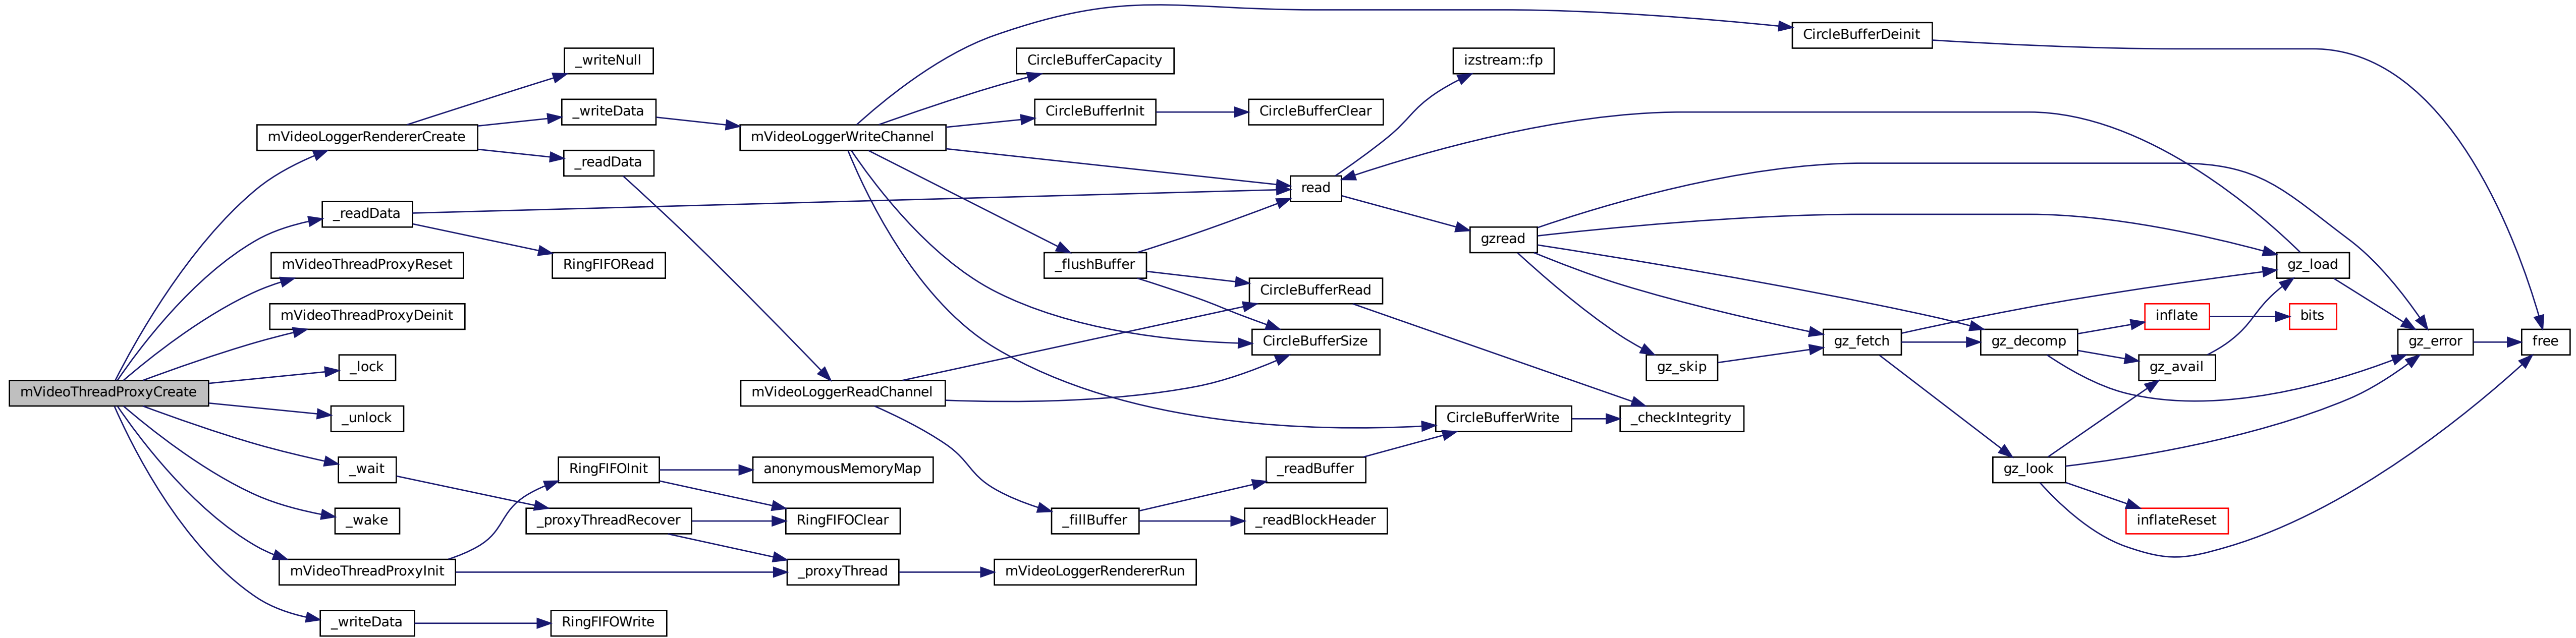 mVideoThreadProxyCreate
mVideoLoggerRendererCreate
_writeNull
_writeData
_readData
mVideoLoggerWriteChannel
CircleBufferCapacity
CircleBufferInit
CircleBufferClear
izstream::fp
CircleBufferDeinit
_readData
RingFIFORead
mVideoThreadProxyReset
mVideoThreadProxyDeinit
_lock
_unlock
_wait
_wake
mVideoThreadProxyInit
_writeData
RingFIFOWrite
RingFIFOInit
anonymousMemoryMap
_proxyThreadRecover
RingFIFOClear
_proxyThread
mVideoLoggerRendererRun
mVideoLoggerReadChannel
read
_flushBuffer
CircleBufferRead
CircleBufferSize
CircleBufferWrite
_checkIntegrity
_fillBuffer
_readBuffer
_readBlockHeader
gzread
gz_skip
gz_fetch
gz_decomp
gz_look
inflate
gz_avail
inflateReset
gz_load
bits
gz_error
free